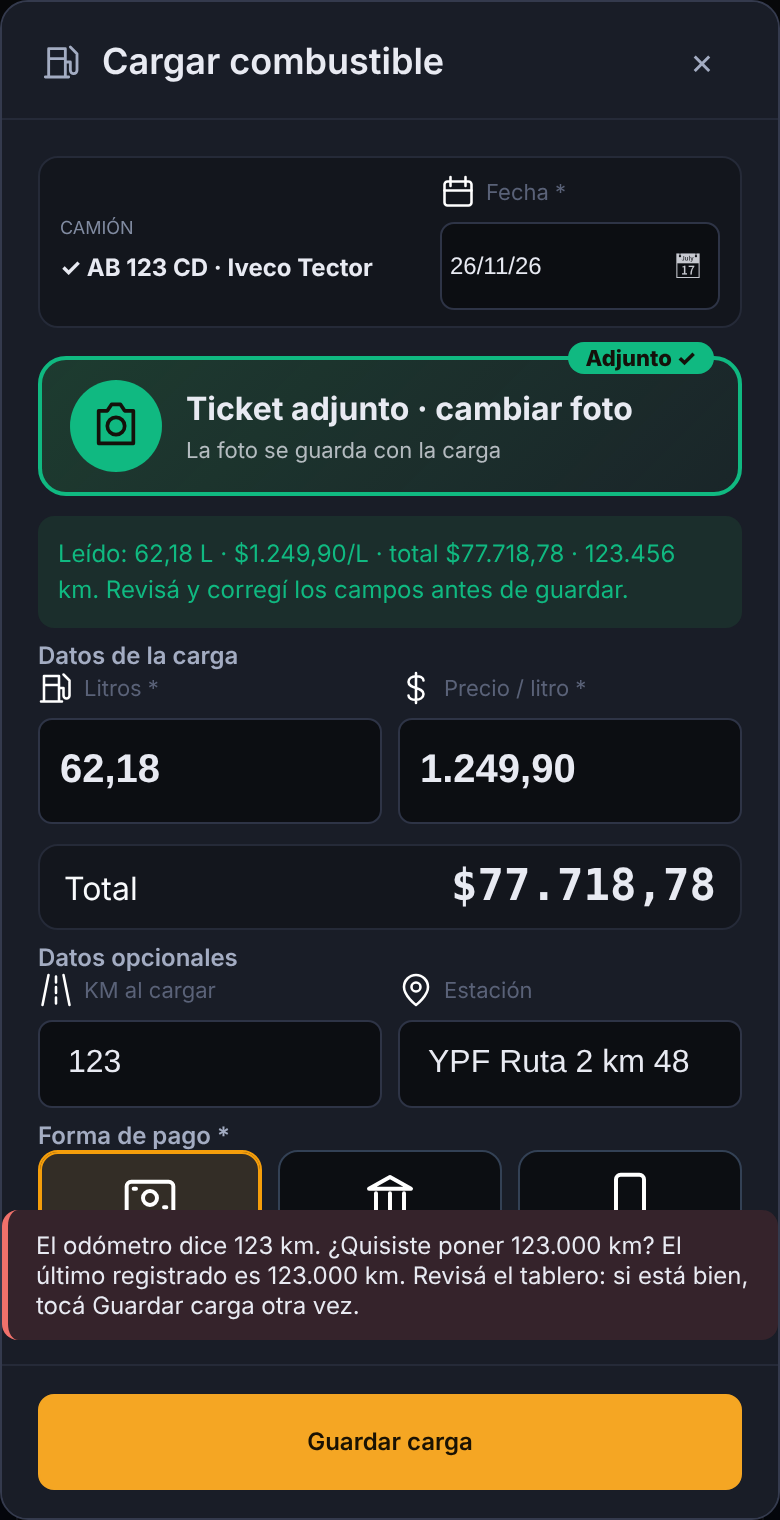 Cargar combustible
CAMIÓN
✓ AB 123 CD · Iveco Tector
Fecha *
26/11/26
Adjunto ✓
Ticket adjunto · cambiar foto
La foto se guarda con la carga
Leído: 62,18 L · $1.249,90/L · total $77.718,78 · 123.456
km. Revisá y corregí los campos antes de guardar.
Datos de la carga
Litros *
Precio / litro *
62,18
1.249,90
Total
$77.718,78
Datos opcionales
KM al cargar
Estación
123
YPF Ruta 2 km 48
Forma de pago *
El odómetro dice 123 km. ¿Quisiste poner 123.000 km? El
último registrado es 123.000 km. Revisá el tablero: si está bien,
tocá Guardar carga otra vez.
Guardar carga